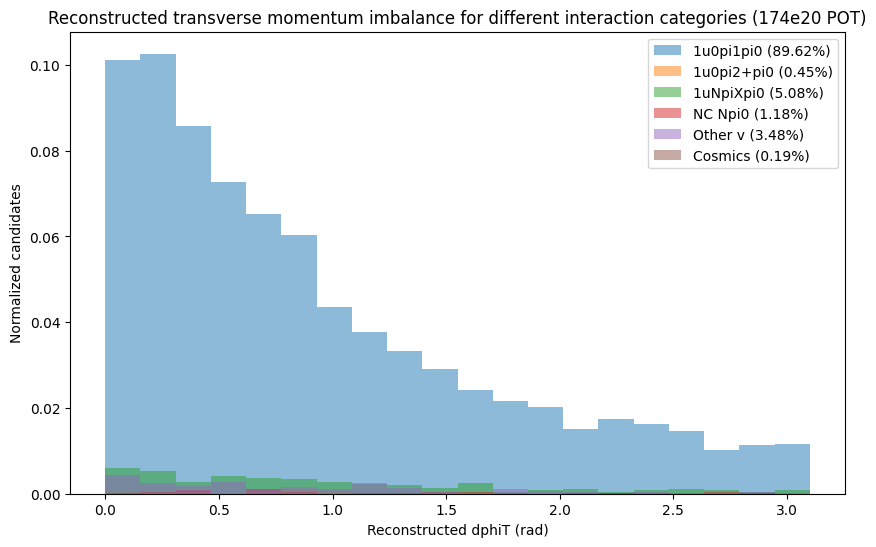 Reconstructed transverse momentum imbalance for different interaction categories (174e20 POT)
1u0pi1pi0 (89.62%)
1u0pi2+pi0 (0.45%)
1uNpiXpi0 (5.08%)
NC Npi0 (1.18%)
Other v (3.48%)
Cosmics (0.19%)
Normalized candidates
0.10
0.08
0.06
0.04
0.02
0.00
0.0 0.5 1.0 1.5 2.0 2.5 3.0
Reconstructed dphiT (rad)